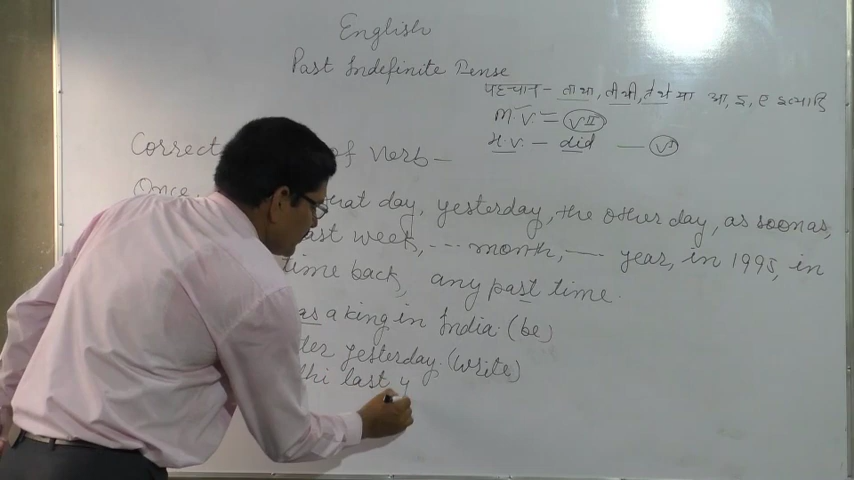 English
Past Indefinite Tense
पहचान - ता था, ती थी, ते थे या आ, इ, ए इत्यादि
M.V. = VII
H.V. - did — VI
Correct of Verb -
Once, that day, yesterday, the other day, as soon as,
last week, --- month, --- year, in 1995, in
time back, any past time.
as a king in India. (be)
yesterday. (write)
last y